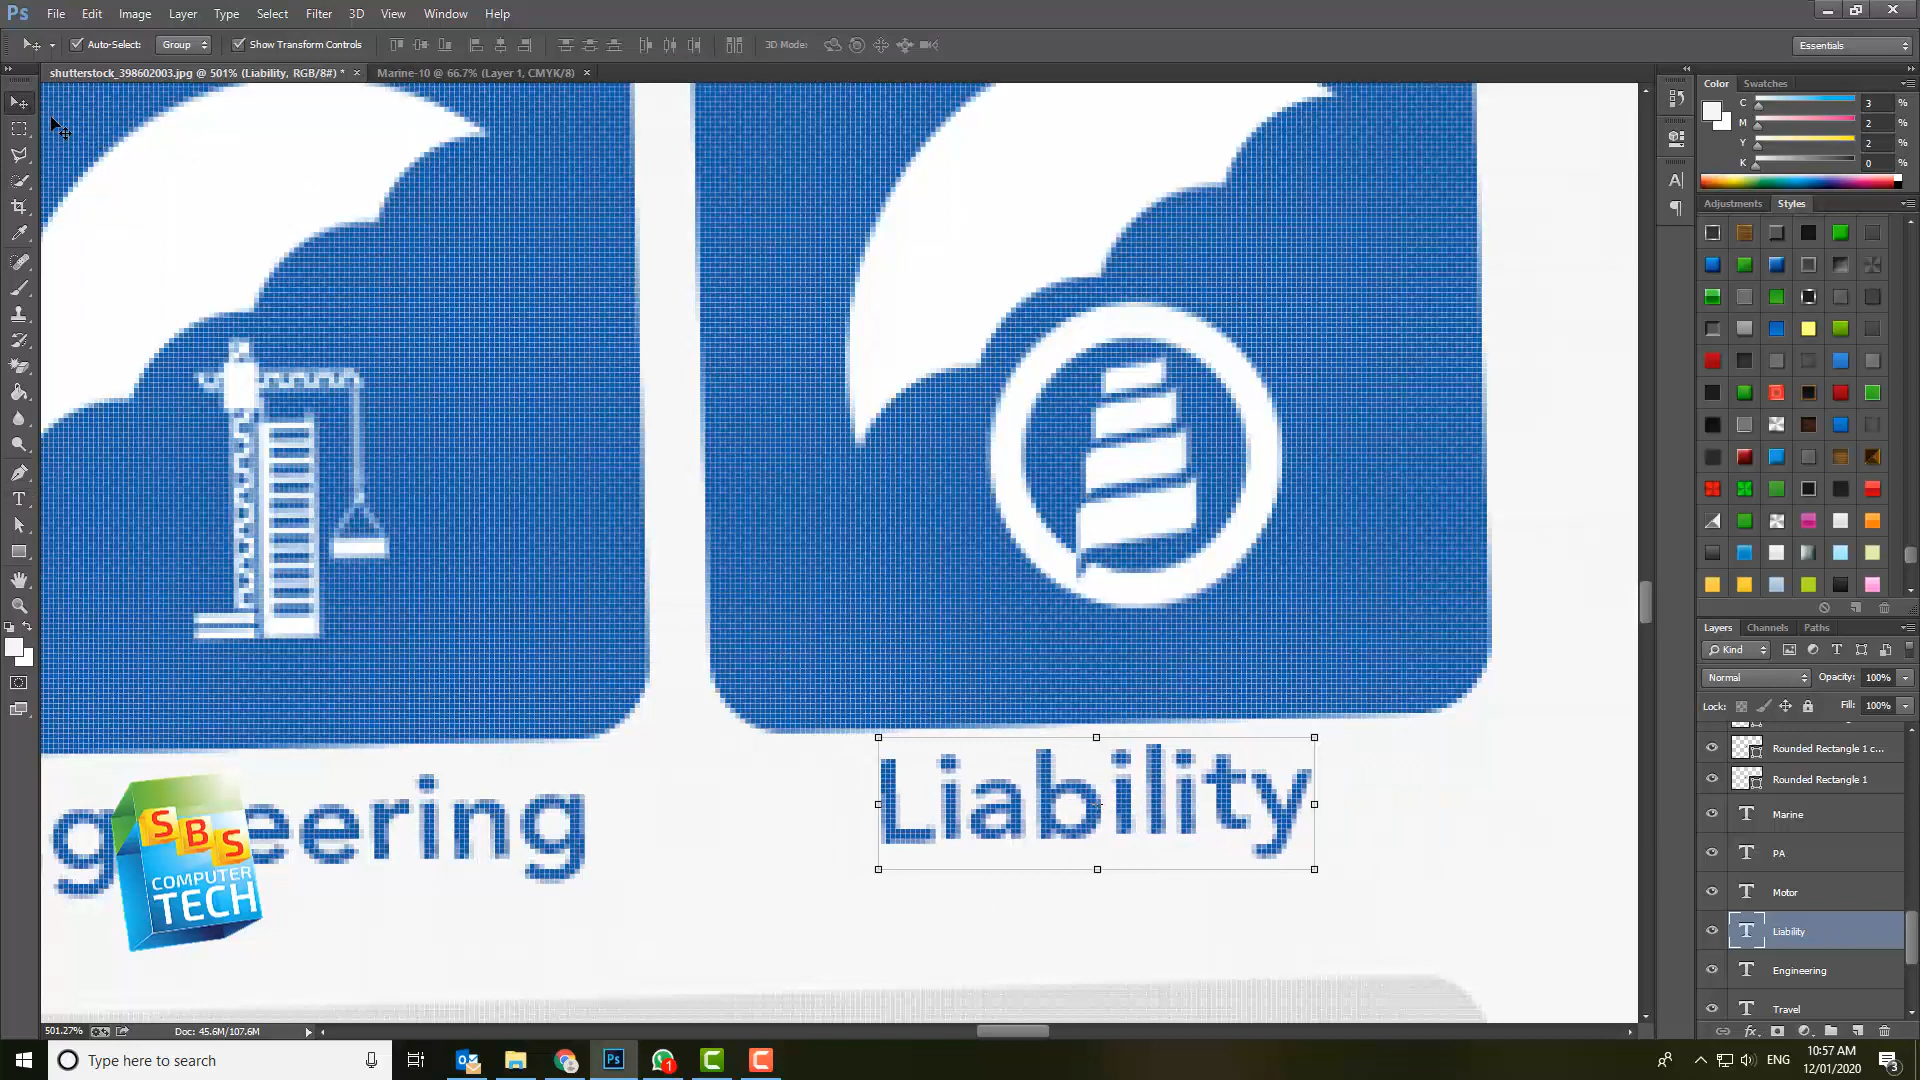 Ps File Edit Image Layer Type Select Filter 3D View Window Help
Auto-Select: Group Show Transform Controls 3D Mode: Essentials
shutterstock_398602003.jpg @ 501% (Liability, RGB/8#) * × Marine-10 @ 66.7% (Layer 1, CMYK/8) ×
Color Swatches
C 3 %
M 2 %
Y 2 %
K 0 %
Adjustments Styles
Layers Channels Paths
Kind
Normal Opacity: 100%
Lock: Fill: 100%
Rounded Rectangle 1 c...
Rounded Rectangle 1
Marine
PA
Motor
Liability
Engineering
Travel
Liability
g eering
SBS
COMPUTER
TECH
501.27% Doc: 45.6M/107.6M
Type here to search
Ps
1
ENG
10:57 AM
12/01/2020
3